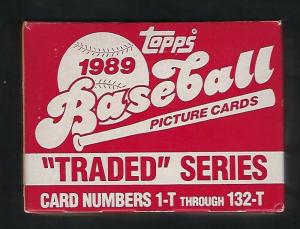 topps
1989
Baseball
PICTURE CARDS
"TRADED" SERIES
CARD NUMBERS 1-T THROUGH 132-T